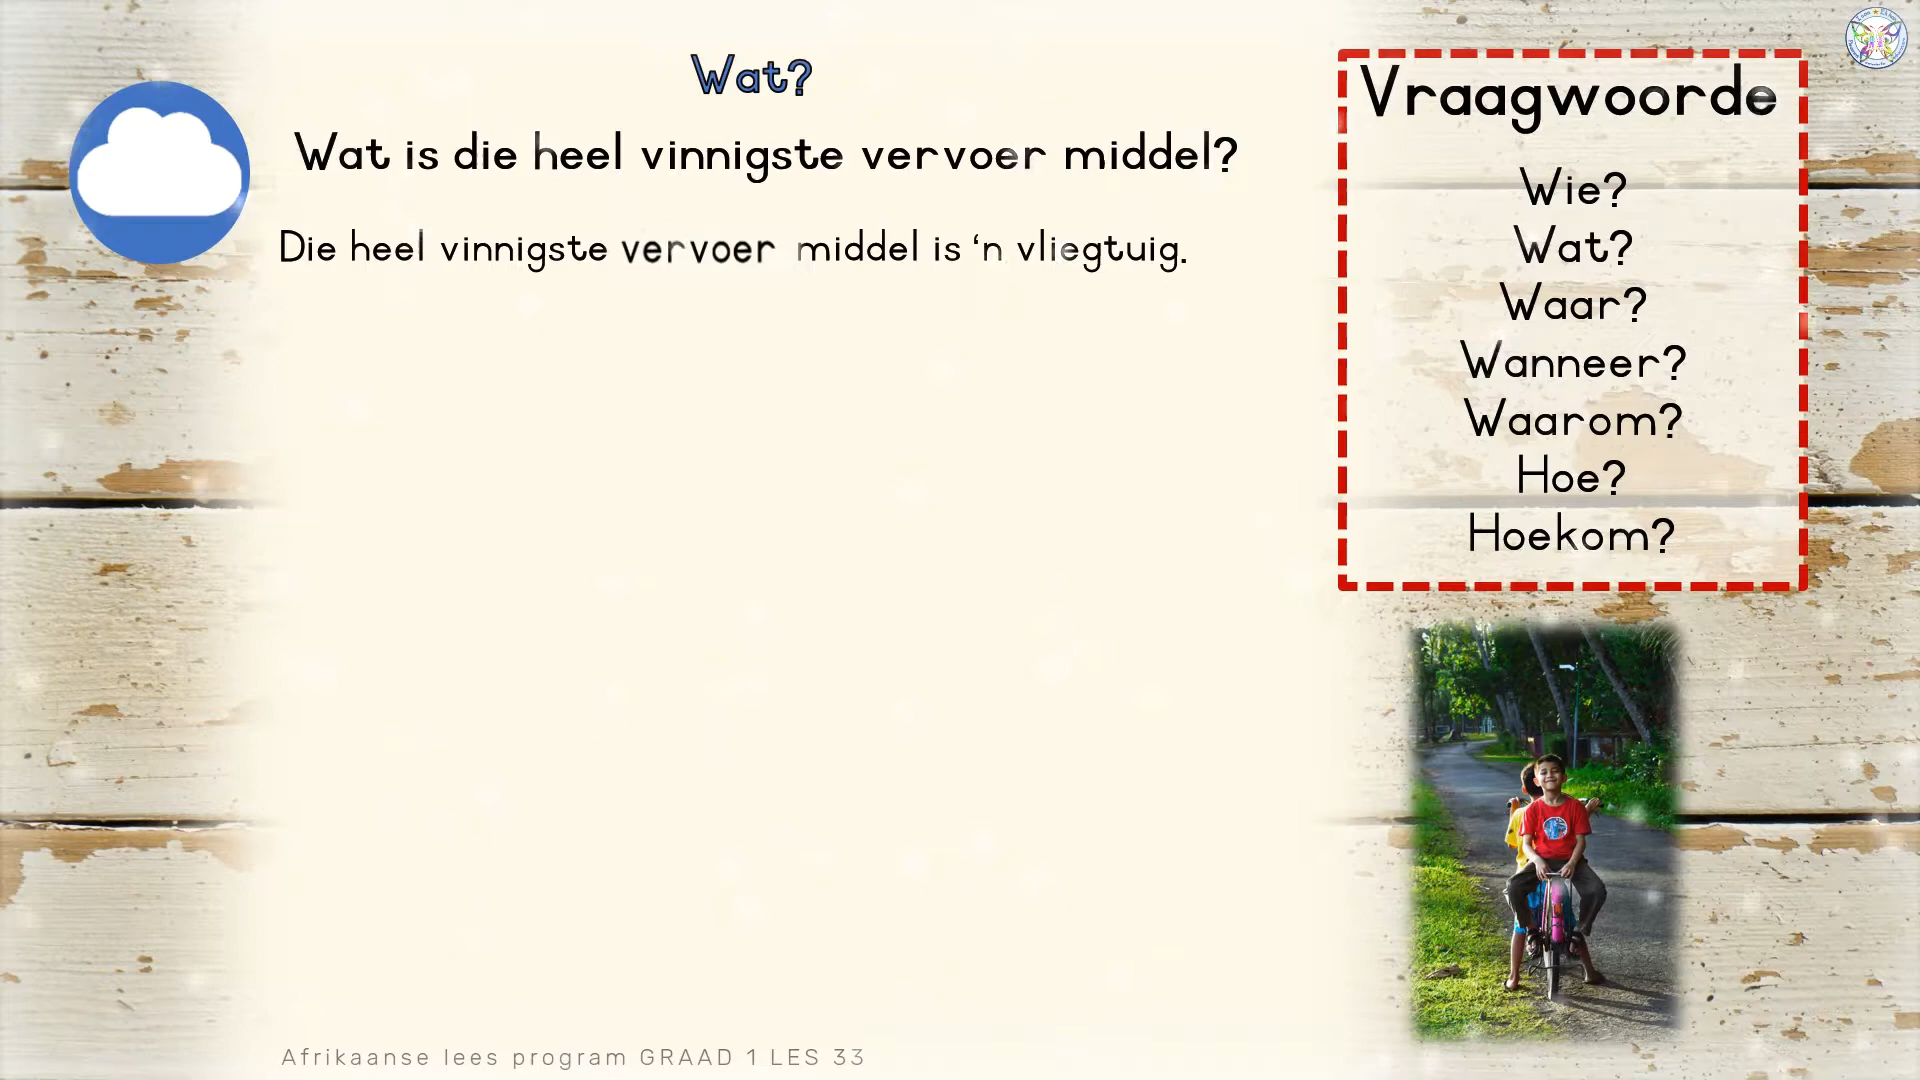 Wat?
Wat is die heel vinnigste vervoer middel?
Die heel vinnigste vervoer middel is ‘n vliegtuig.
Vraagwoorde
Wie?
Wat?
Waar?
Wanneer?
Waarom?
Hoe?
Hoekom?
Afrikaanse lees program GRAAD 1 LES 33